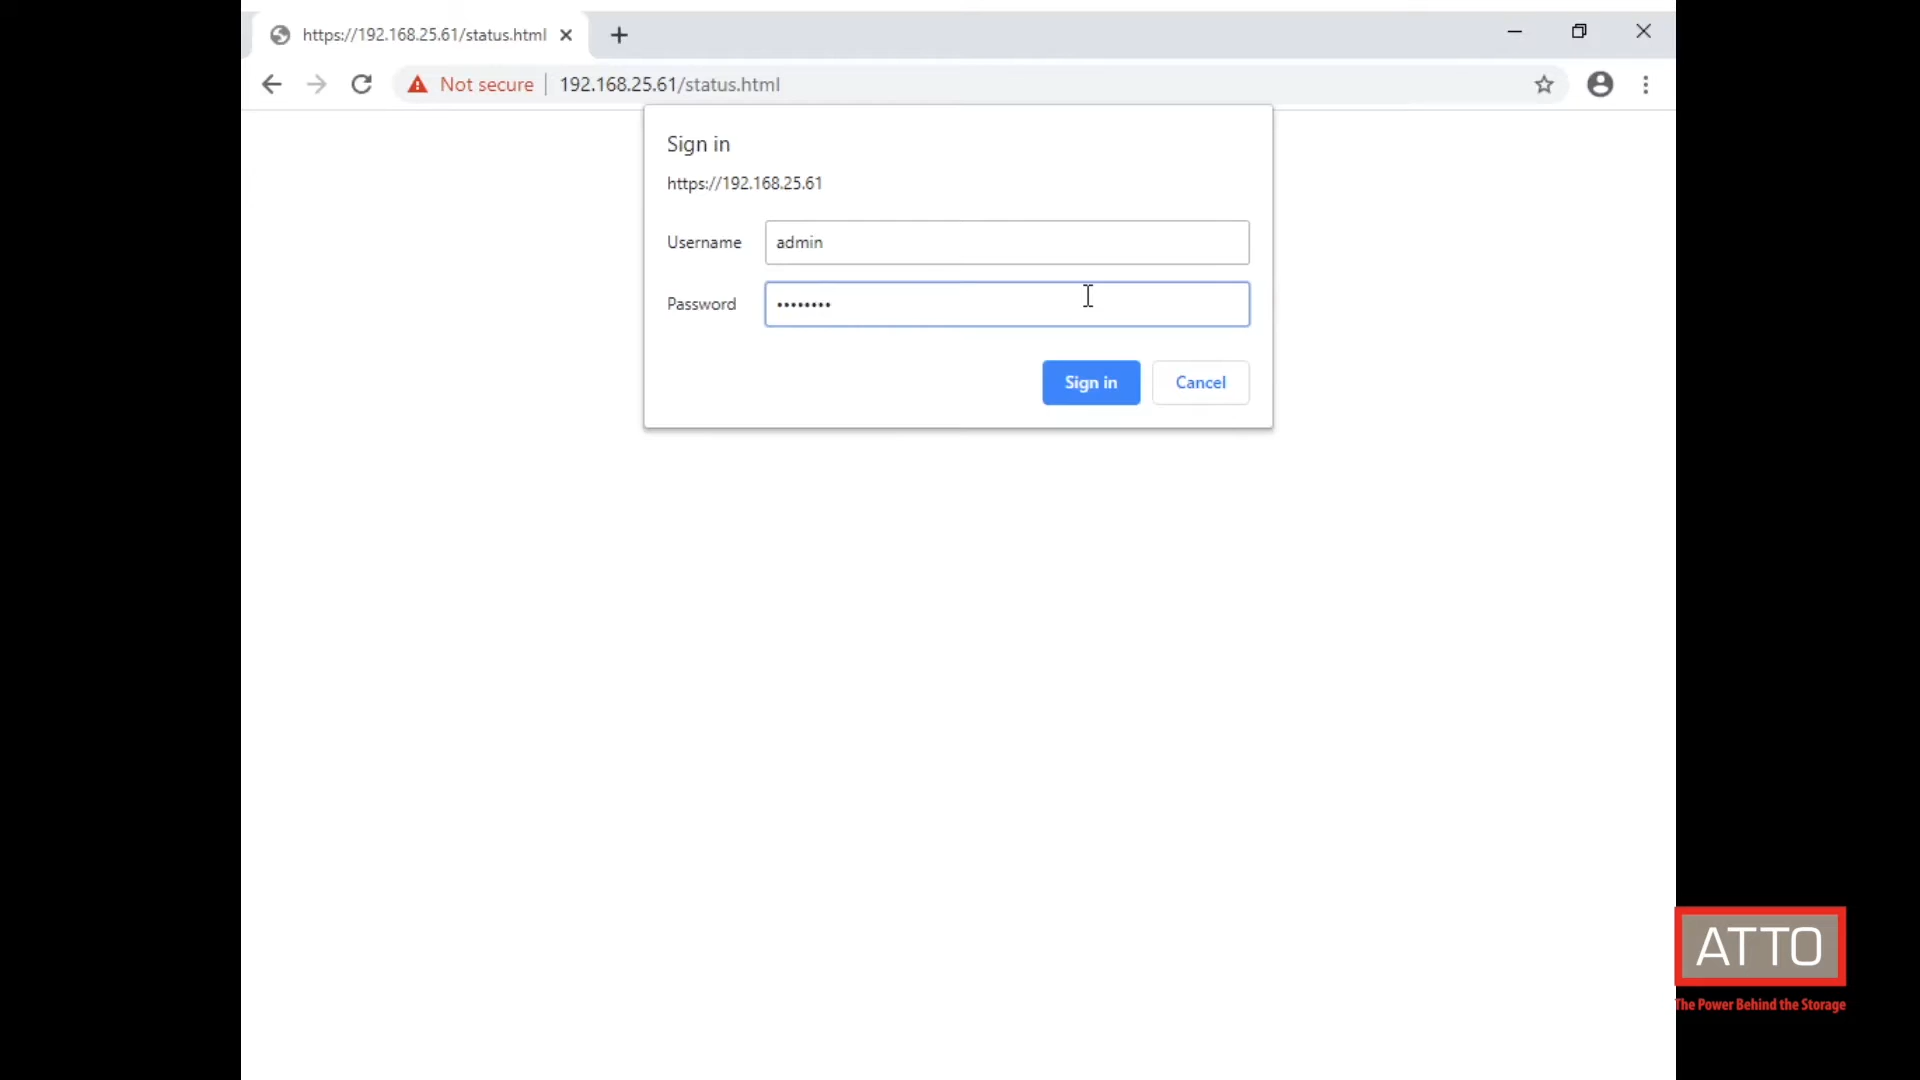 https://192.168.25.61/status.html
Not secure
192.168.25.61/status.html
Sign in
https://192.168.25.61
Username
admin
Password
••••••••
Sign in
Cancel
ATTO
The Power Behind the Storage